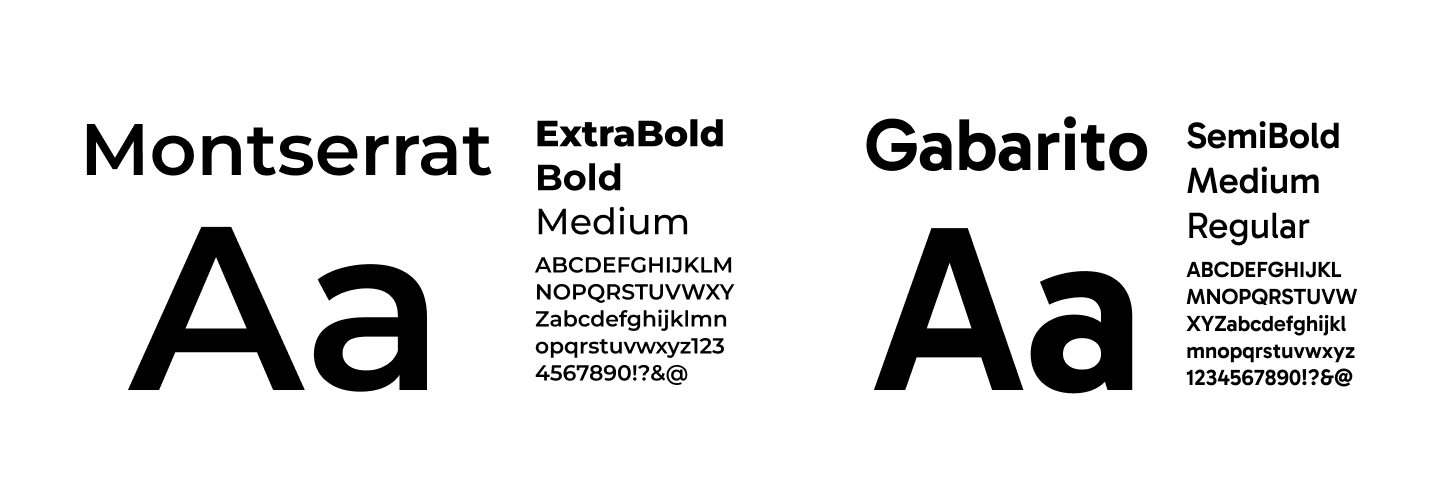 Montserrat
Aa
ExtraBold
Bold
Medium
ABCDEFGHIJKLM
NOPQRSTUVWXY
Zabcdefghijklmn
opqrstuvwxyz123
4567890!?&@
Gabarito
Aa
SemiBold
Medium
Regular
ABCDEFGHIJKL
MNOPQRSTUVW
XYZabcdefghijkl
mnopqrstuvwxyz
1234567890!?&@